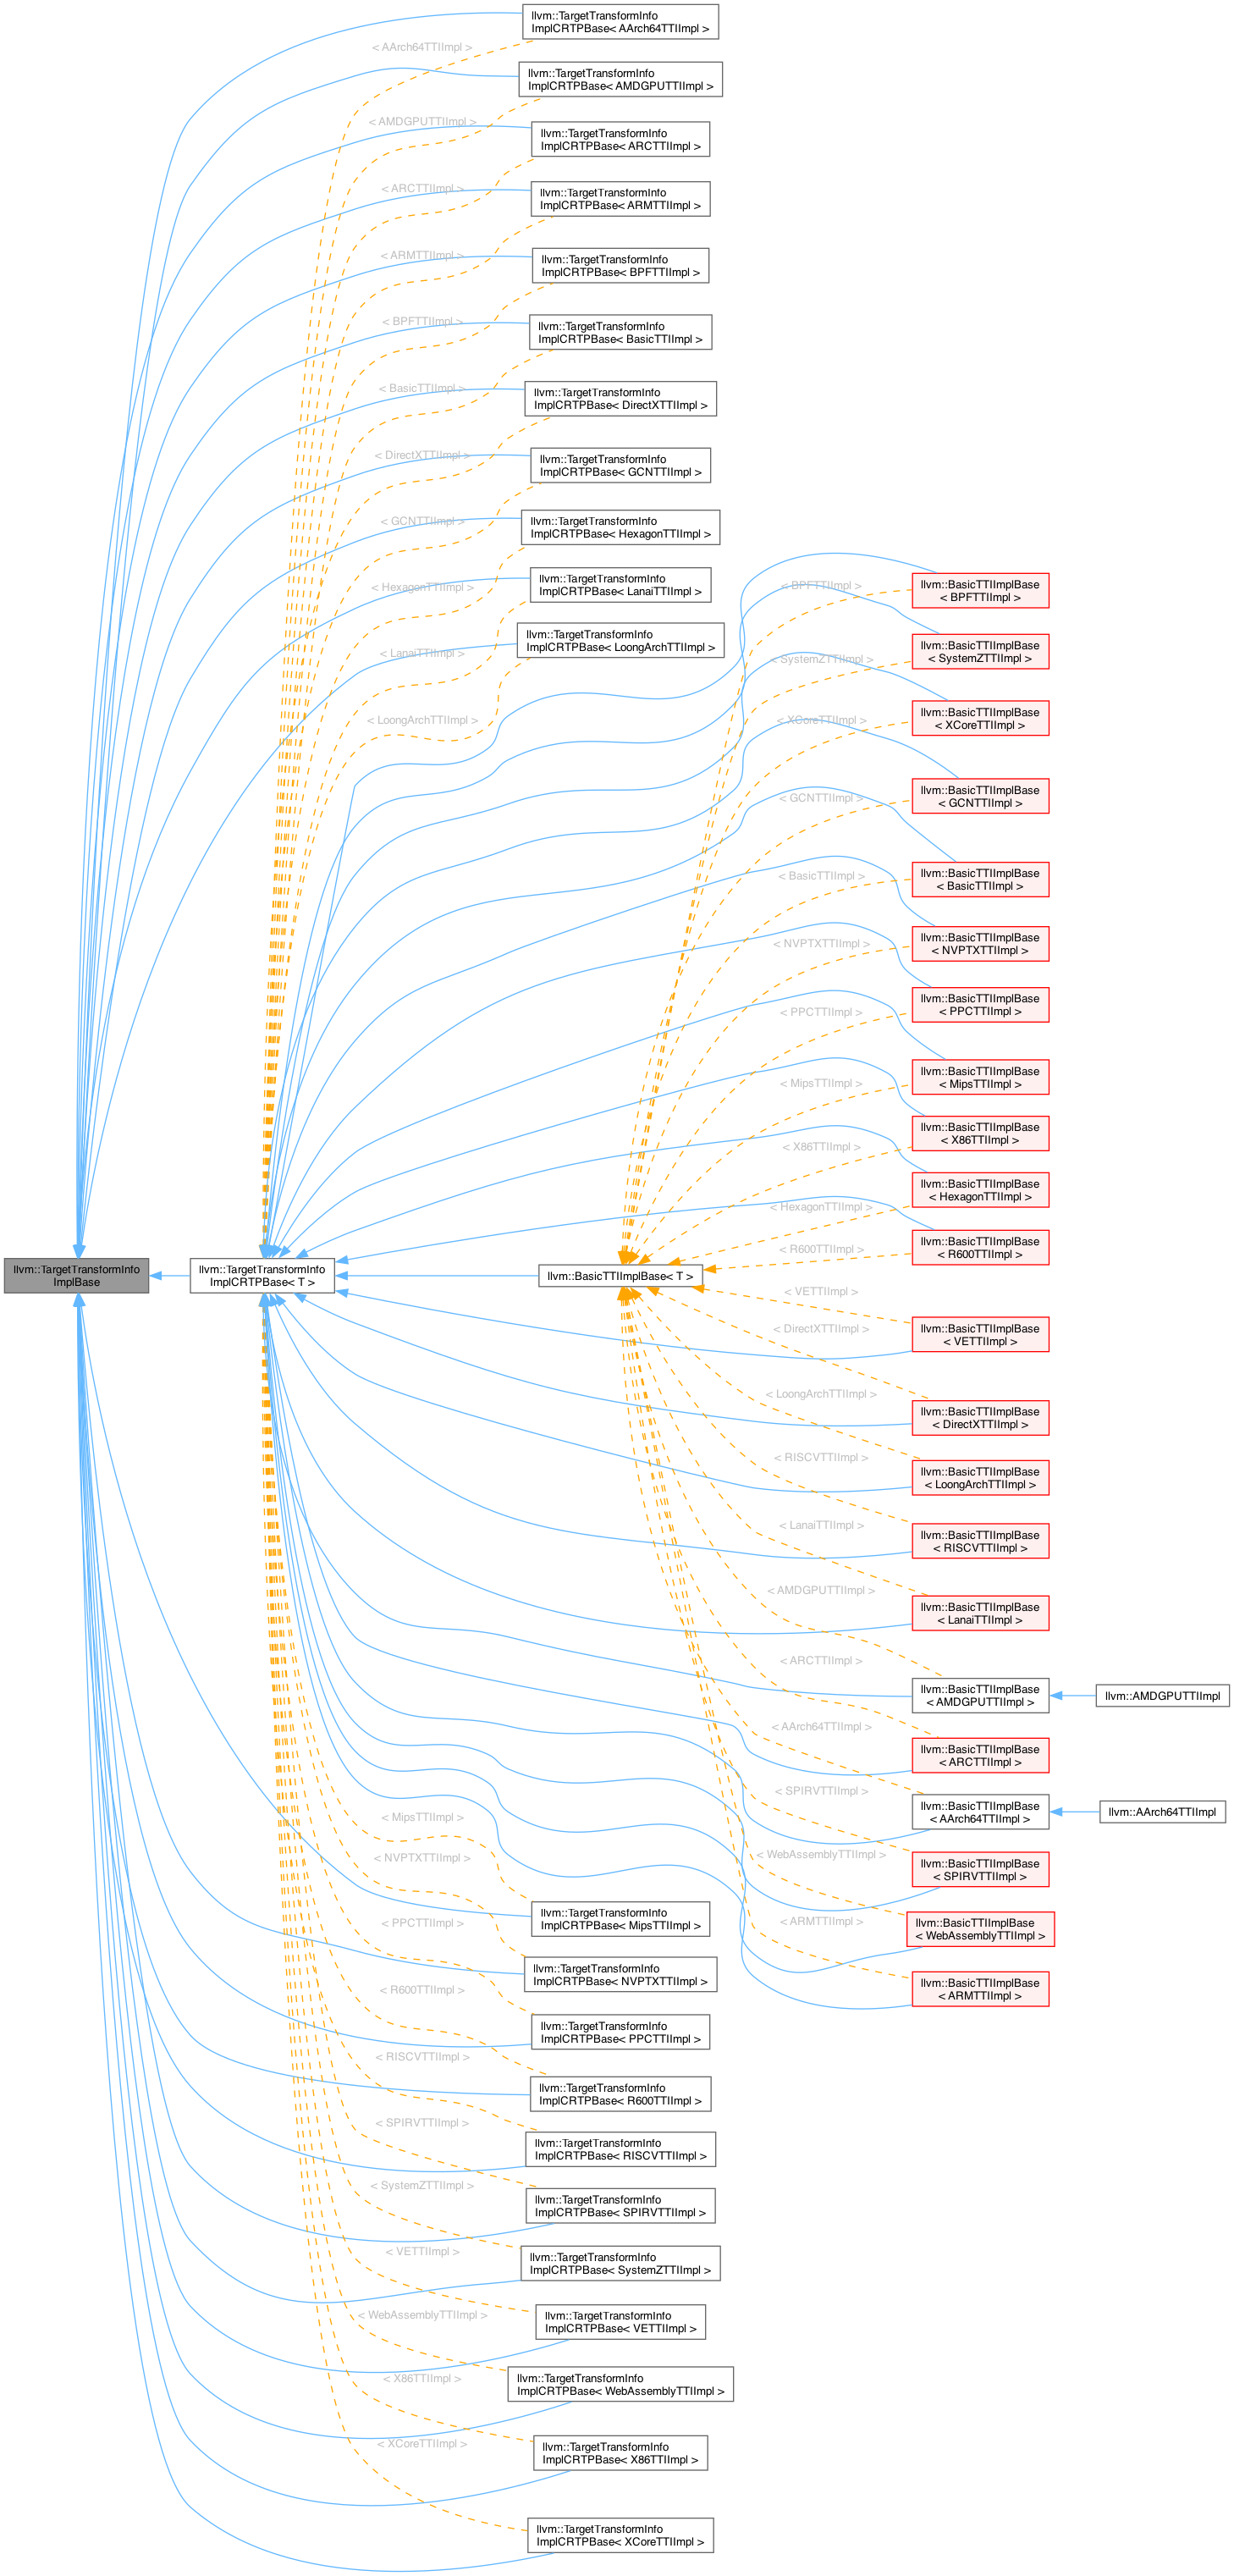 llvm::TargetTransformInfo
ImplBase
llvm::TargetTransformInfo
ImplCRTPBase< T >
llvm::TargetTransformInfo
ImplCRTPBase< AArch64TTIImpl >
< AArch64TTIImpl >
llvm::TargetTransformInfo
ImplCRTPBase< AMDGPUTTIImpl >
< AMDGPUTTIImpl >
llvm::TargetTransformInfo
ImplCRTPBase< ARCTTIImpl >
< ARCTTIImpl >
llvm::TargetTransformInfo
ImplCRTPBase< ARMTTIImpl >
< ARMTTIImpl >
llvm::TargetTransformInfo
ImplCRTPBase< BPFTTIImpl >
< BPFTTIImpl >
llvm::TargetTransformInfo
ImplCRTPBase< BasicTTIImpl >
< BasicTTIImpl >
llvm::TargetTransformInfo
ImplCRTPBase< DirectXTTIImpl >
< DirectXTTIImpl >
llvm::TargetTransformInfo
ImplCRTPBase< GCNTTIImpl >
< GCNTTIImpl >
llvm::TargetTransformInfo
ImplCRTPBase< HexagonTTIImpl >
< HexagonTTIImpl >
llvm::TargetTransformInfo
ImplCRTPBase< LanaiTTIImpl >
< LanaiTTIImpl >
llvm::TargetTransformInfo
ImplCRTPBase< LoongArchTTIImpl >
< LoongArchTTIImpl >
llvm::BasicTTIImplBase< T >
< BPFTTIImpl >
llvm::BasicTTIImplBase
< BPFTTIImpl >
< SystemZTTIImpl >
llvm::BasicTTIImplBase
< SystemZTTIImpl >
< XCoreTTIImpl >
llvm::BasicTTIImplBase
< XCoreTTIImpl >
< GCNTTIImpl >
llvm::BasicTTIImplBase
< GCNTTIImpl >
< BasicTTIImpl >
llvm::BasicTTIImplBase
< BasicTTIImpl >
< NVPTXTTIImpl >
llvm::BasicTTIImplBase
< NVPTXTTIImpl >
< PPCTTIImpl >
llvm::BasicTTIImplBase
< PPCTTIImpl >
< MipsTTIImpl >
llvm::BasicTTIImplBase
< MipsTTIImpl >
< X86TTIImpl >
llvm::BasicTTIImplBase
< X86TTIImpl >
< HexagonTTIImpl >
llvm::BasicTTIImplBase
< HexagonTTIImpl >
< R600TTIImpl >
llvm::BasicTTIImplBase
< R600TTIImpl >
< VETTIImpl >
llvm::BasicTTIImplBase
< VETTIImpl >
< DirectXTTIImpl >
llvm::BasicTTIImplBase
< DirectXTTIImpl >
< LoongArchTTIImpl >
llvm::BasicTTIImplBase
< LoongArchTTIImpl >
< RISCVTTIImpl >
llvm::BasicTTIImplBase
< RISCVTTIImpl >
< LanaiTTIImpl >
llvm::BasicTTIImplBase
< LanaiTTIImpl >
< AMDGPUTTIImpl >
llvm::BasicTTIImplBase
< AMDGPUTTIImpl >
llvm::AMDGPUTTIImpl
< ARCTTIImpl >
llvm::BasicTTIImplBase
< ARCTTIImpl >
< AArch64TTIImpl >
llvm::BasicTTIImplBase
< AArch64TTIImpl >
llvm::AArch64TTIImpl
< SPIRVTTIImpl >
llvm::BasicTTIImplBase
< SPIRVTTIImpl >
< WebAssemblyTTIImpl >
llvm::BasicTTIImplBase
< WebAssemblyTTIImpl >
< ARMTTIImpl >
llvm::BasicTTIImplBase
< ARMTTIImpl >
< MipsTTIImpl >
llvm::TargetTransformInfo
ImplCRTPBase< MipsTTIImpl >
< NVPTXTTIImpl >
llvm::TargetTransformInfo
ImplCRTPBase< NVPTXTTIImpl >
< PPCTTIImpl >
llvm::TargetTransformInfo
ImplCRTPBase< PPCTTIImpl >
< R600TTIImpl >
llvm::TargetTransformInfo
ImplCRTPBase< R600TTIImpl >
< RISCVTTIImpl >
llvm::TargetTransformInfo
ImplCRTPBase< RISCVTTIImpl >
< SPIRVTTIImpl >
llvm::TargetTransformInfo
ImplCRTPBase< SPIRVTTIImpl >
< SystemZTTIImpl >
llvm::TargetTransformInfo
ImplCRTPBase< SystemZTTIImpl >
< VETTIImpl >
llvm::TargetTransformInfo
ImplCRTPBase< VETTIImpl >
< WebAssemblyTTIImpl >
llvm::TargetTransformInfo
ImplCRTPBase< WebAssemblyTTIImpl >
< X86TTIImpl >
llvm::TargetTransformInfo
ImplCRTPBase< X86TTIImpl >
< XCoreTTIImpl >
llvm::TargetTransformInfo
ImplCRTPBase< XCoreTTIImpl >